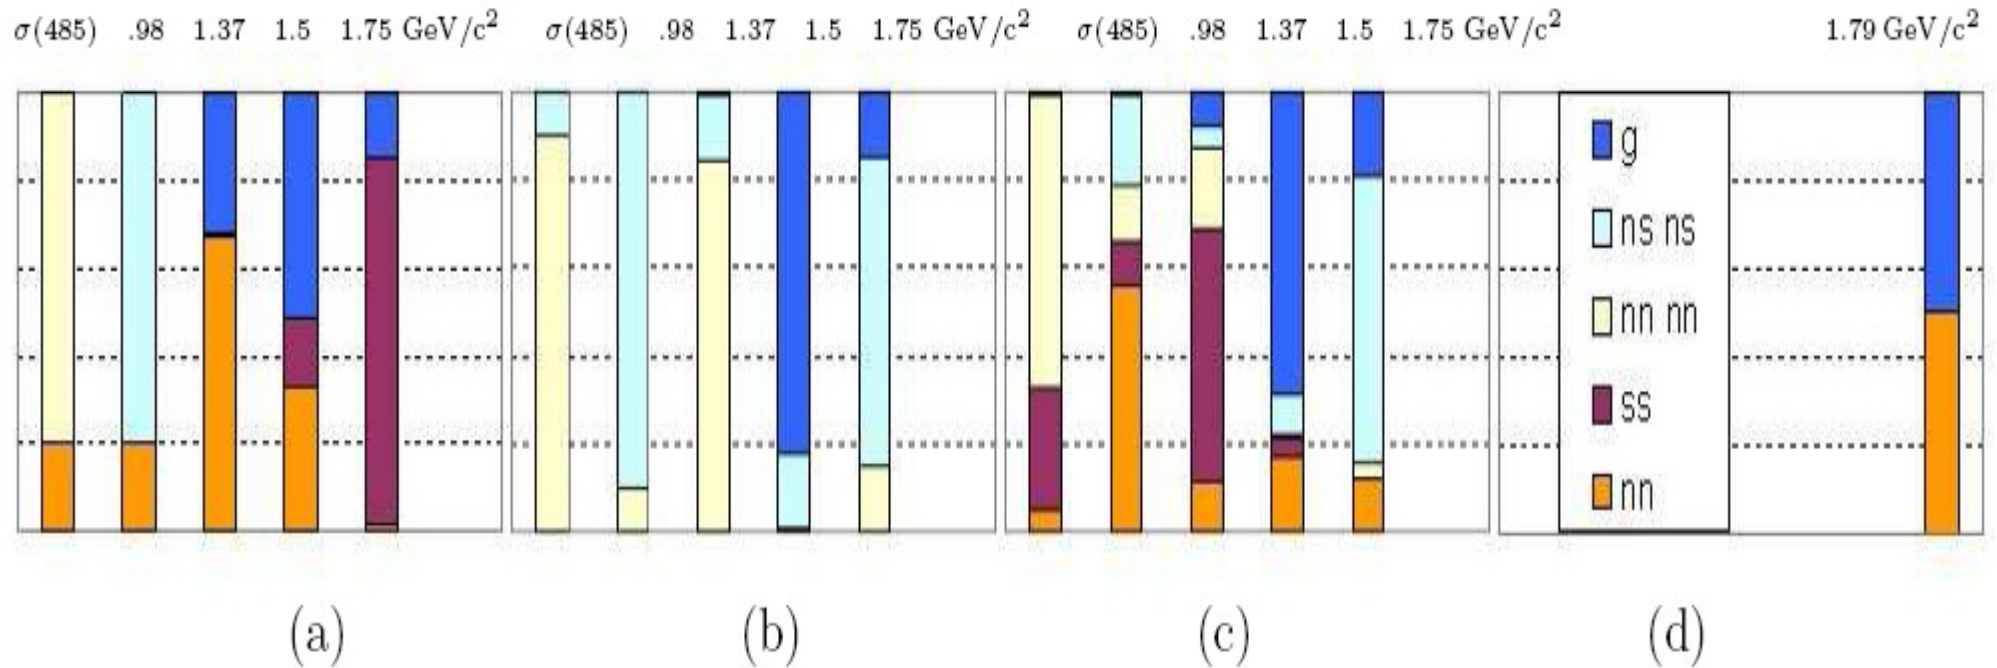 σ(485) .98 1.37 1.5 1.75 GeV/c² σ(485) .98 1.37 1.5 1.75 GeV/c² σ(485) .98 1.37 1.5 1.75 GeV/c² 1.79 GeV/c²
g
ns ns
nn nn
ss
nn
(a) (b) (c) (d)